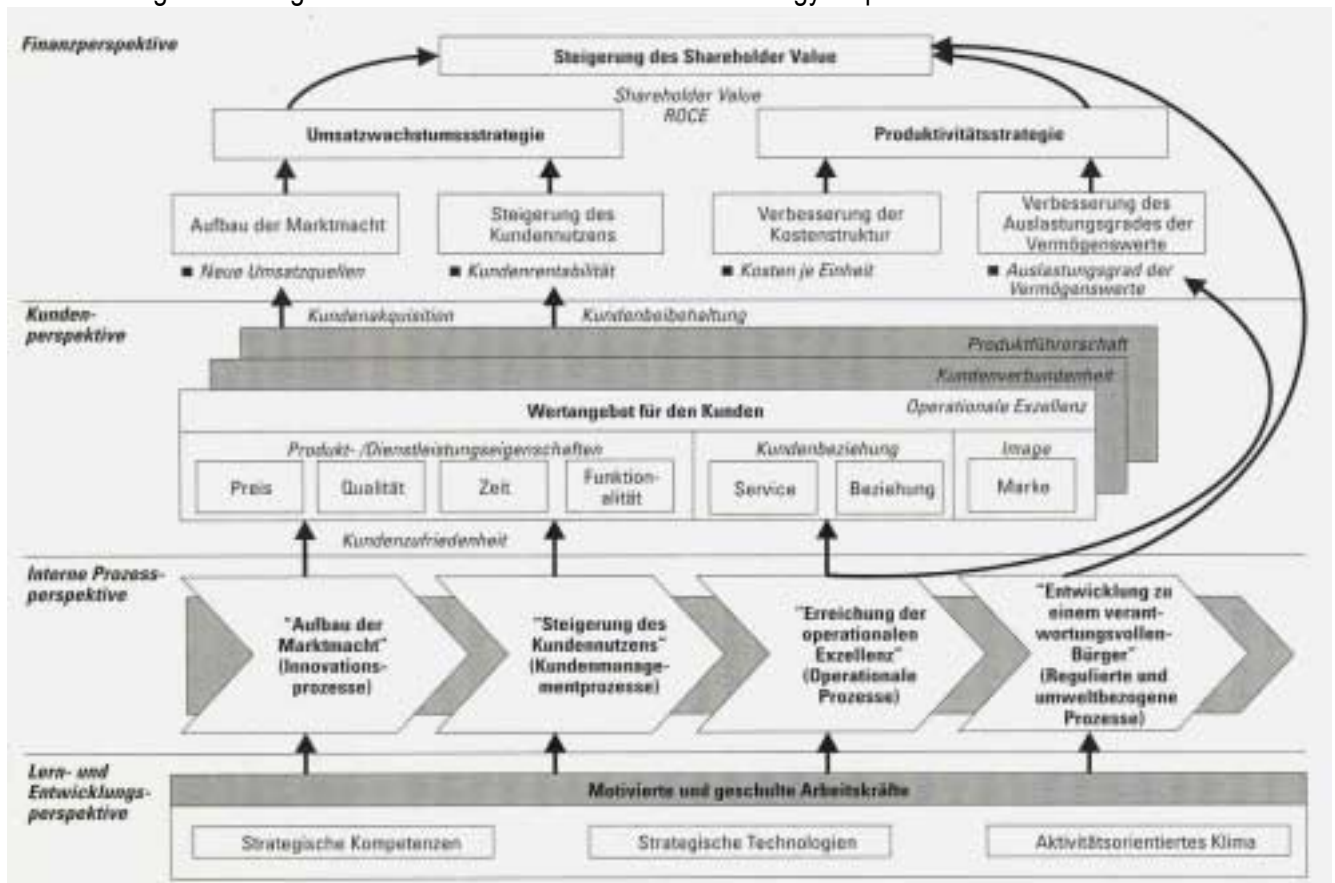 Finanzperspektive
Steigerung des Shareholder Value
Shareholder Value
ROCE
Umsatzwachstumssstrategie
Produktivitätsstrategie
Aufbau der Marktmacht
Steigerung des
Kundennutzens
Verbesserung der
Kostenstruktur
Verbesserung des
Auslastungsgrades der
Vermögenswerte
■ Neue Umsatzquellen
■ Kundenrentabilität
■ Kosten je Einheit
■ Auslastungsgrad der
Vermögenswerte
Kunden-
perspektive
Kundenakquisition
Kundenbeibehaltung
Produktführerschaft
Kundenverbundenheit
Wertangebot für den Kunden
Operationale Exzellenz
Produkt- /Dienstleistungseigenschaften
Kundenbeziehung
Image
Preis
Qualität
Zeit
Funktion-
alität
Service
Beziehung
Marke
Kundenzufriedenheit
Interne Prozess-
perspektive
"Aufbau der
Marktmacht"
(Innovations-
prozesse)
"Steigerung des
Kundennutzens"
(Kundenmanage-
mentprozesse)
"Erreichung der
operationalen
Exzellenz"
(Operationale
Prozesse)
"Entwicklung zu
einem verant-
wortungsvollen-
Bürger"
(Regulierte und
umweltbezogene
Prozesse)
Lern- und
Entwicklungs-
perspektive
Motivierte und geschulte Arbeitskräfte
Strategische Kompetenzen
Strategische Technologien
Aktivitätsorientiertes Klima